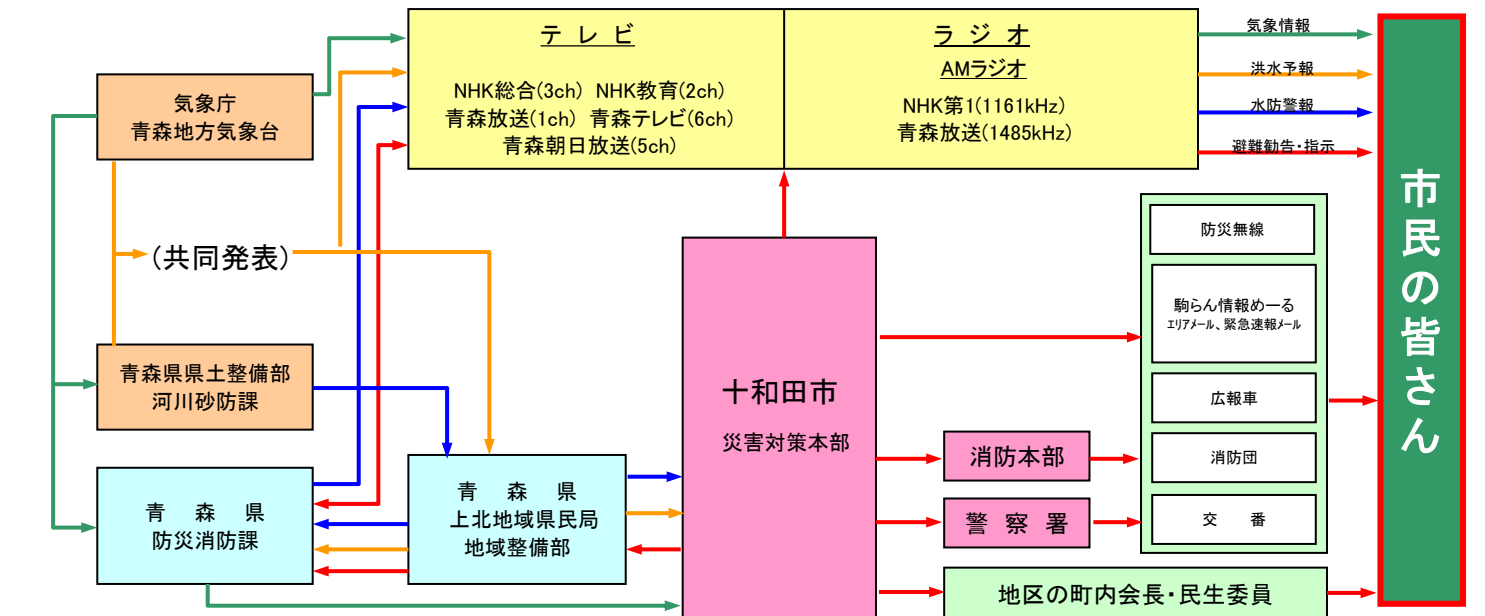 テ レ ビ
NHK総合(3ch) NHK教育(2ch)
青森放送(1ch) 青森テレビ(6ch)
青森朝日放送(5ch)
ラ ジ オ
AMラジオ
NHK第1(1161kHz)
青森放送(1485kHz)
気象情報
洪水予報
水防警報
避難勧告・指示
気象庁
青森地方気象台
(共同発表)
青森県県土整備部
河川砂防課
青 森 県
防災消防課
青 森 県
上北地域県民局
地域整備部
十和田市
災害対策本部
消防本部
警 察 署
防災無線
駒らん情報めーる
エリアメール、緊急速報メール
広報車
消防団
交 番
地区の町内会長・民生委員
市民の皆さん